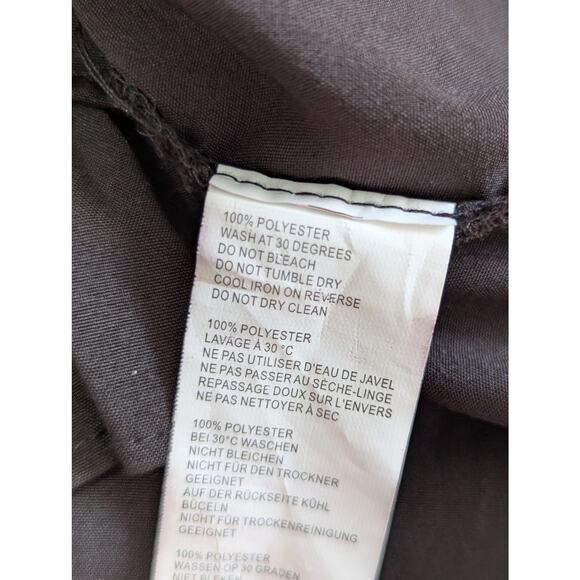 100% POLYESTER
WASH AT 30 DEGREES
DO NOT BLEACH
DO NOT TUMBLE DRY
COOL IRON ON REVERSE
DO NOT DRY CLEAN
100% POLYESTER
LAVAGE À 30 °C
NE PAS UTILISER D'EAU DE JAVEL
NE PAS PASSER AU SÈCHE-LINGE
REPASSAGE DOUX SUR L'ENVERS
NE PAS NETTOYER À SEC
100% POLYESTER
BEI 30°C WASCHEN
NICHT BLEICHEN
NICHT FÜR DEN TROCKNER
GEEIGNET
AUF DER RÜCKSEITE KÜHL
BÜGELN
NICHT FÜR TROCKENREINIGUNG
GEEIGNET
100% POLYESTER
WASSEN OP 30 GRADEN
NIET BLEKEN